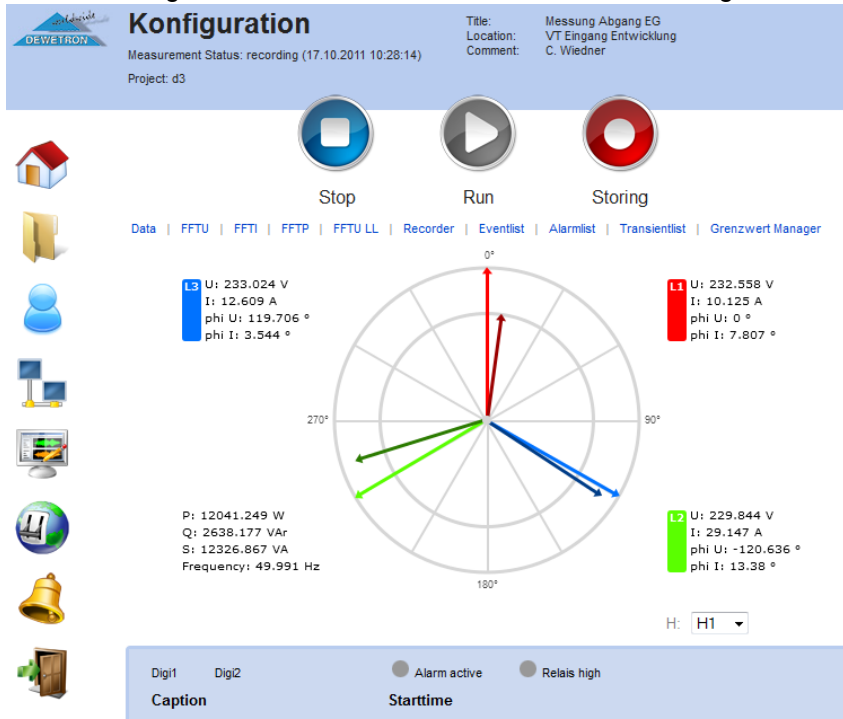 worldwide
DEWETRON
Konfiguration
Measurement Status: recording (17.10.2011 10:28:14)
Project: d3
Title: Messung Abgang EG
Location: VT Eingang Entwicklung
Comment: C. Wiedner
Stop Run Storing
Data | FFTU | FFTI | FFTP | FFTU LL | Recorder | Eventlist | Alarmlist | Transientlist | Grenzwert Manager
0°
L3 U: 233.024 V
I: 12.609 A
phi U: 119.706 °
phi I: 3.544 °
L1 U: 232.558 V
I: 10.125 A
phi U: 0 °
phi I: 7.807 °
270°
90°
P: 12041.249 W
Q: 2638.177 VAr
S: 12326.867 VA
Frequency: 49.991 Hz
L2 U: 229.844 V
I: 29.147 A
phi U: -120.636 °
phi I: 13.38 °
180°
H: H1
Digi1 Digi2 Alarm active Relais high
Caption Starttime